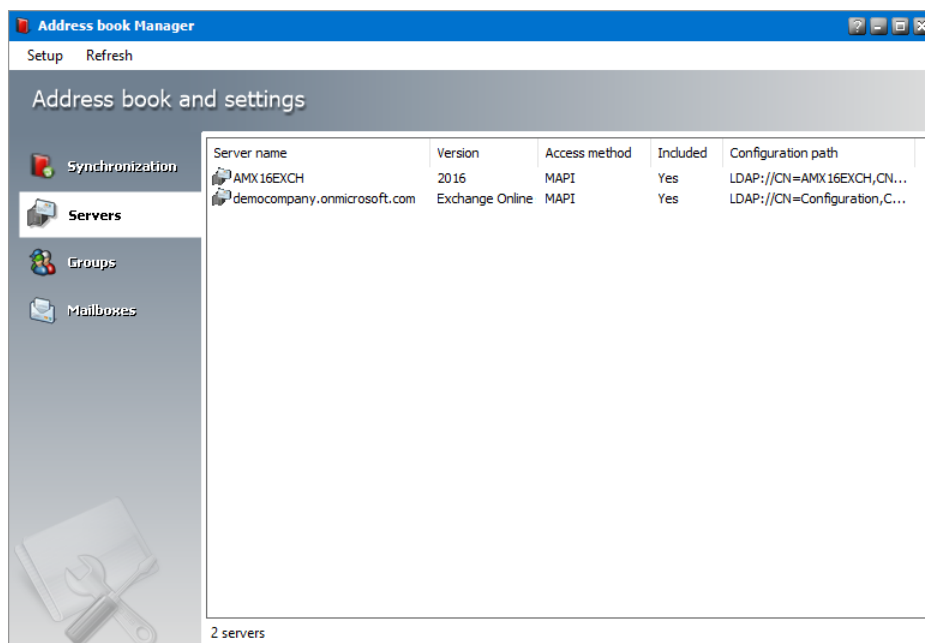 Address book Manager
Setup Refresh
Address book and settings
Synchronization
Servers
Groups
Mailboxes
Server name Version Access method Included Configuration path
AMX16EXCH 2016 MAPI Yes LDAP://CN=AMX16EXCH,CN...
democompany.onmicrosoft.com Exchange Online MAPI Yes LDAP://CN=Configuration,C...
2 servers